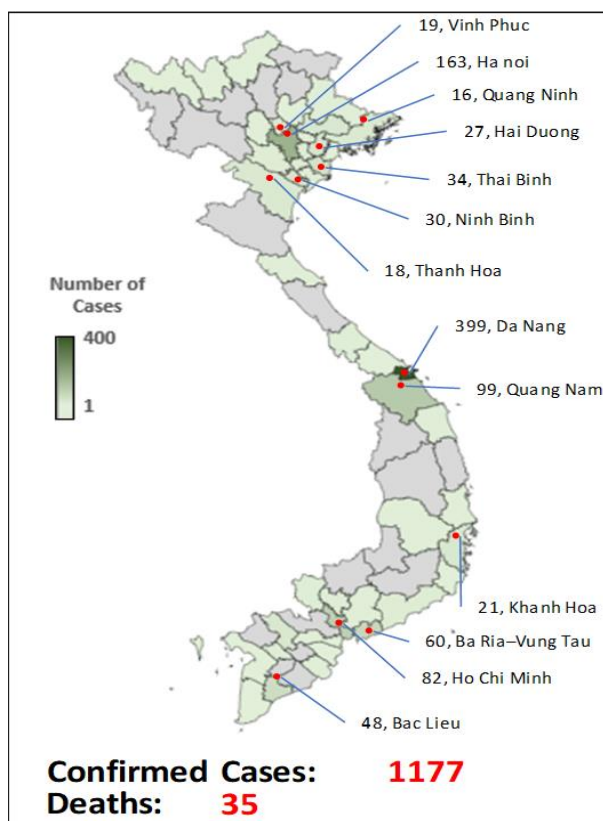 19, Vinh Phuc
163, Ha noi
16, Quang Ninh
27, Hai Duong
34, Thai Binh
30, Ninh Binh
18, Thanh Hoa
Number of
Cases
400
1
399, Da Nang
99, Quang Nam
21, Khanh Hoa
60, Ba Ria–Vung Tau
82, Ho Chi Minh
48, Bac Lieu
Confirmed Cases: 1177
Deaths: 35